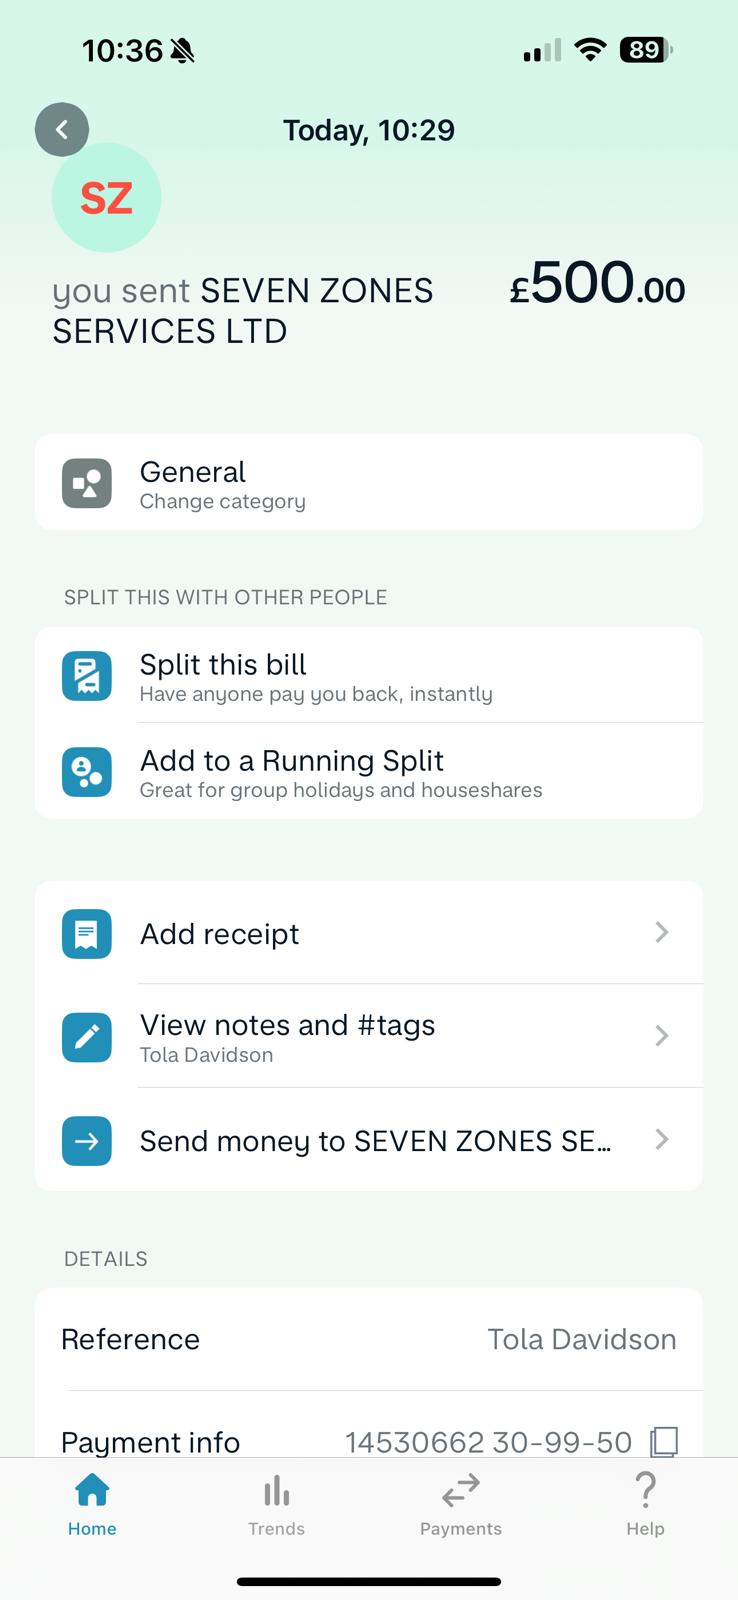 10:36
89
Today, 10:29
SZ
you sent SEVEN ZONES
SERVICES LTD
£500.00
General
Change category
SPLIT THIS WITH OTHER PEOPLE
Split this bill
Have anyone pay you back, instantly
Add to a Running Split
Great for group holidays and houseshares
Add receipt
View notes and #tags
Tola Davidson
Send money to SEVEN ZONES SE...
DETAILS
Reference
Tola Davidson
Payment info
14530662 30-99-50
Home
Trends
Payments
Help